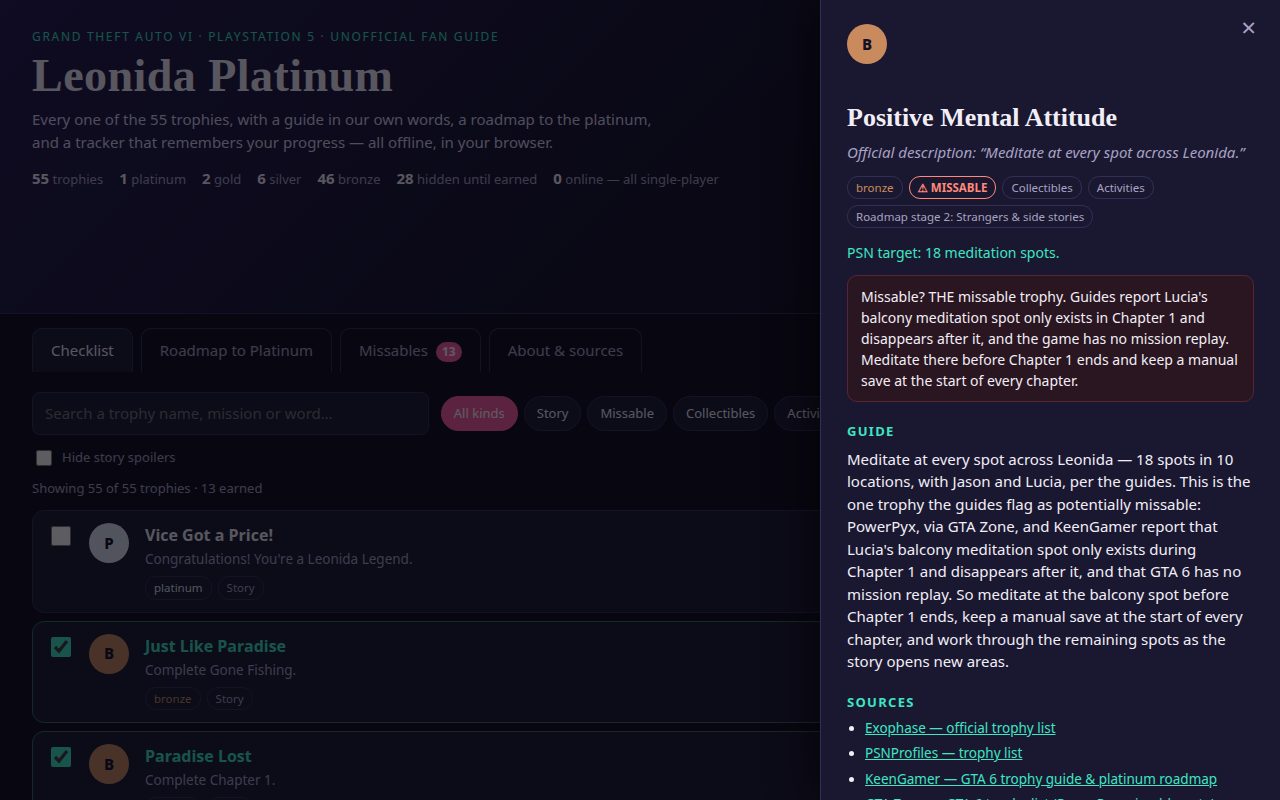 GRAND THEFT AUTO VI · PLAYSTATION 5 · UNOFFICIAL FAN GUIDE
Leonida Platinum
Every one of the 55 trophies, with a guide in our own words, a roadmap to the platinum,
and a tracker that remembers your progress — all offline, in your browser.
55 trophies 1 platinum 2 gold 6 silver 46 bronze 28 hidden until earned 0 online — all single-player
Checklist
Roadmap to Platinum
Missables 13
About & sources
Search a trophy name, mission or word...
All kinds
Story
Missable
Collectibles
Hide story spoilers
Showing 55 of 55 trophies · 13 earned
P
Vice Got a Price!
Congratulations! You're a Leonida Legend.
platinum
Story
B
Just Like Paradise
Complete Gone Fishing.
bronze
Story
B
Paradise Lost
Complete Chapter 1.
✕
B
Positive Mental Attitude
Official description: “Meditate at every spot across Leonida.”
bronze
⚠ MISSABLE
Collectibles
Activities
Roadmap stage 2: Strangers & side stories
PSN target: 18 meditation spots.
Missable? THE missable trophy. Guides report Lucia's
balcony meditation spot only exists in Chapter 1 and
disappears after it, and the game has no mission replay.
Meditate there before Chapter 1 ends and keep a manual
save at the start of every chapter.
GUIDE
Meditate at every spot across Leonida — 18 spots in 10
locations, with Jason and Lucia, per the guides. This is the
one trophy the guides flag as potentially missable:
PowerPyx, via GTA Zone, and KeenGamer report that
Lucia's balcony meditation spot only exists during
Chapter 1 and disappears after it, and that GTA 6 has no
mission replay. So meditate at the balcony spot before
Chapter 1 ends, keep a manual save at the start of every
chapter, and work through the remaining spots as the
story opens new areas.
SOURCES
Exophase — official trophy list
PSNProfiles — trophy list
KeenGamer — GTA 6 trophy guide & platinum roadmap